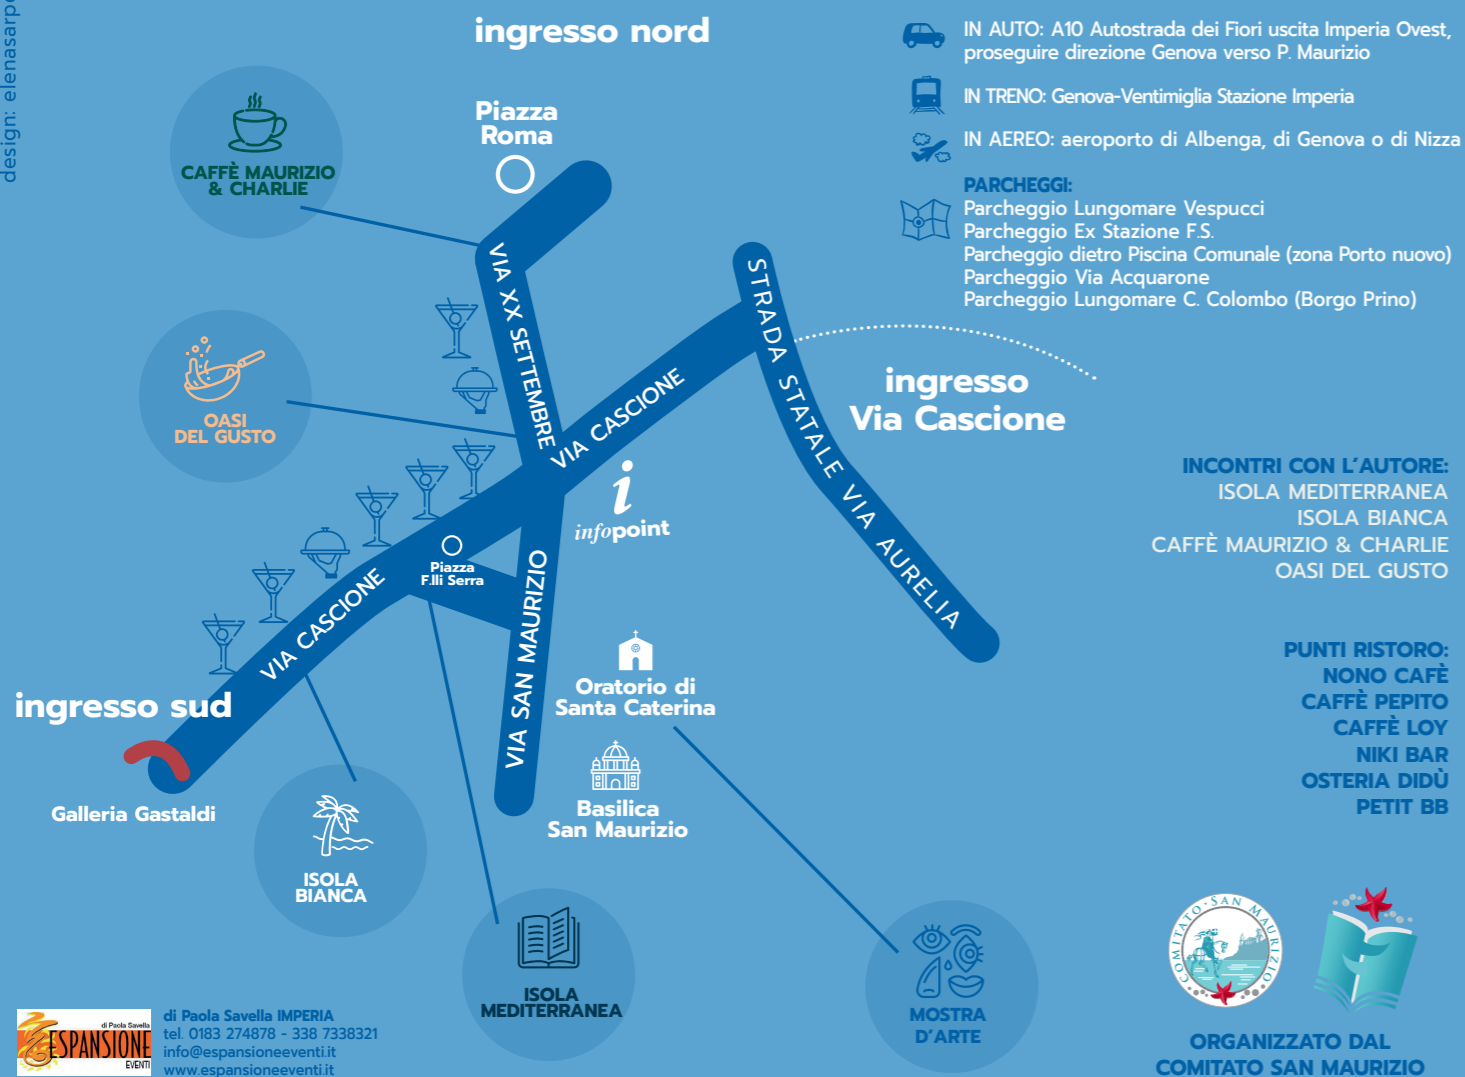 design: elenasarpe
ingresso nord
Piazza
Roma
CAFFÈ MAURIZIO
& CHARLIE
OASI
DEL GUSTO
VIA XX SETTEMBRE
VIA CASCIONE
STRADA STATALE VIA AURELIA
ingresso
Via Cascione
i
infopoint
Piazza
F.lli Serra
VIA CASCIONE
VIA SAN MAURIZIO
ingresso sud
Galleria Gastaldi
Oratorio di
Santa Caterina
Basilica
San Maurizio
ISOLA
BIANCA
ISOLA
MEDITERRANEA
MOSTRA
D'ARTE
IN AUTO: A10 Autostrada dei Fiori uscita Imperia Ovest,
proseguire direzione Genova verso P. Maurizio
IN TRENO: Genova-Ventimiglia Stazione Imperia
IN AEREO: aeroporto di Albenga, di Genova o di Nizza
PARCHEGGI:
Parcheggio Lungomare Vespucci
Parcheggio Ex Stazione F.S.
Parcheggio dietro Piscina Comunale (zona Porto nuovo)
Parcheggio Via Acquarone
Parcheggio Lungomare C. Colombo (Borgo Prino)
INCONTRI CON L'AUTORE:
ISOLA MEDITERRANEA
ISOLA BIANCA
CAFFÈ MAURIZIO & CHARLIE
OASI DEL GUSTO
PUNTI RISTORO:
NONO CAFÈ
CAFFÈ PEPITO
CAFFÈ LOY
NIKI BAR
OSTERIA DIDÙ
PETIT BB
COMITATO · SAN MAURIZIO
ORGANIZZATO DAL
COMITATO SAN MAURIZIO
di Paola Savella
ESPANSIONE
EVENTI
di Paola Savella IMPERIA
tel. 0183 274878 - 338 7338321
info@espansioneeventi.it
www.espansioneeventi.it